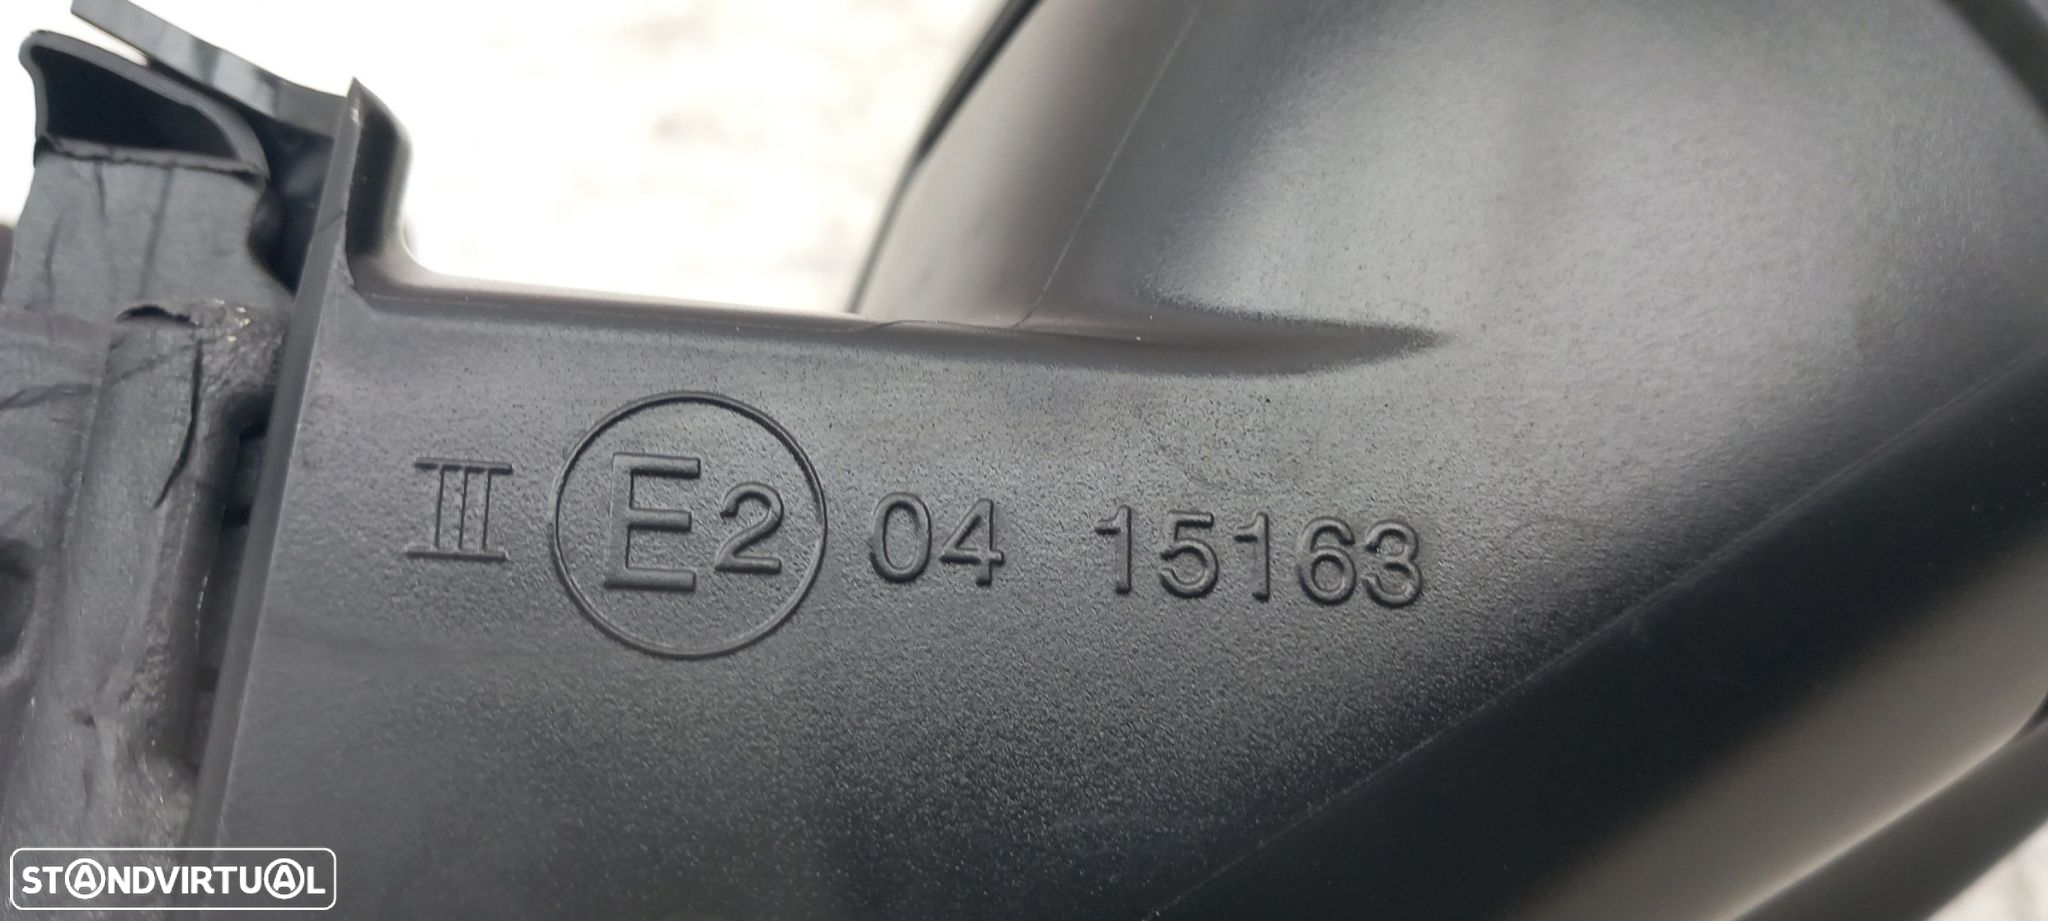 III E2 04 15163
STANDVIRTUAL